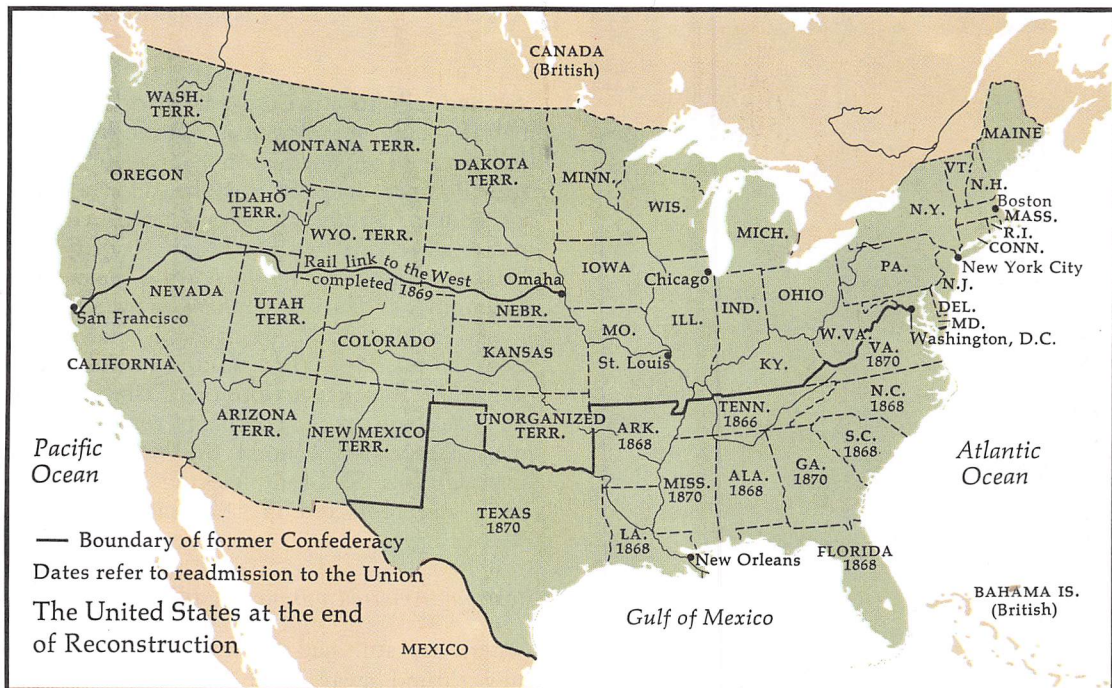 CANADA
(British)
WASH.
TERR.
MONTANA TERR.
DAKOTA
TERR.
MINN.
MAINE
VT.
N.H.
OREGON
IDAHO
TERR.
WIS.
MICH.
N.Y.
Boston
MASS.
R.I.
CONN.
WYO. TERR.
Rail link to the West
completed 1869
Omaha
IOWA
Chicago
PA.
New York City
N.J.
NEVADA
UTAH
TERR.
NEBR.
ILL.
IND.
OHIO
DEL.
MD.
Washington, D.C.
San Francisco
CALIFORNIA
COLORADO
KANSAS
MO.
St. Louis
KY.
W.VA.
VA.
1870
ARIZONA
TERR.
NEW MEXICO
TERR.
UNORGANIZED
TERR.
ARK.
1868
TENN.
1866
N.C.
1868
S.C.
1868
Pacific
Ocean
Atlantic
Ocean
TEXAS
1870
MISS.
1870
ALA.
1868
GA.
1870
LA.
1868
New Orleans
FLORIDA
1868
Boundary of former Confederacy
Dates refer to readmission to the Union
The United States at the end
of Reconstruction
MEXICO
Gulf of Mexico
BAHAMA IS.
(British)